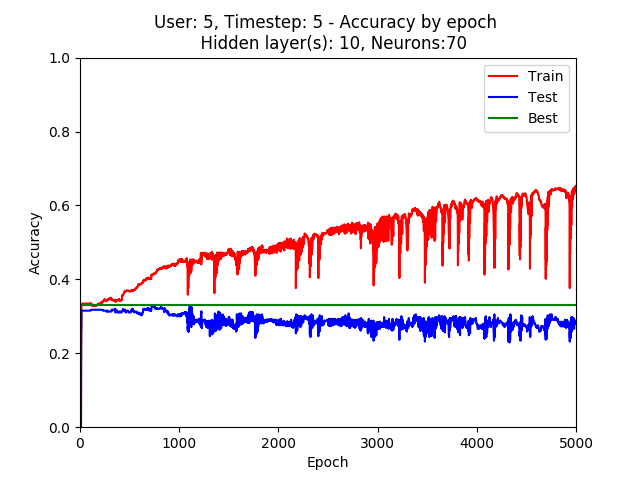 User: 5, Timestep: 5 - Accuracy by epoch
Hidden layer(s): 10, Neurons:70
1.0
0.8
0.6
0.4
0.2
0.0
Accuracy
Train
Test
Best
0
1000
2000
3000
4000
5000
Epoch